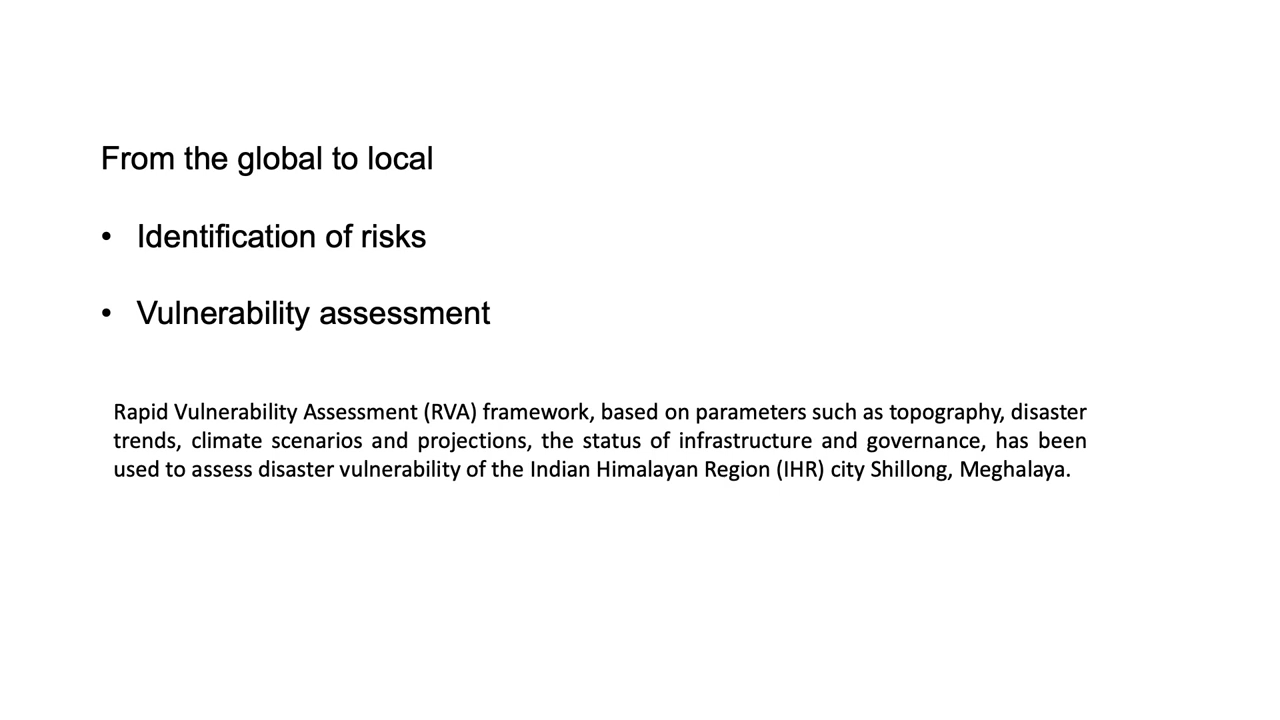 From the global to local
• Identification of risks
• Vulnerability assessment
Rapid Vulnerability Assessment (RVA) framework, based on parameters such as topography, disaster
trends, climate scenarios and projections, the status of infrastructure and governance, has been
used to assess disaster vulnerability of the Indian Himalayan Region (IHR) city Shillong, Meghalaya.